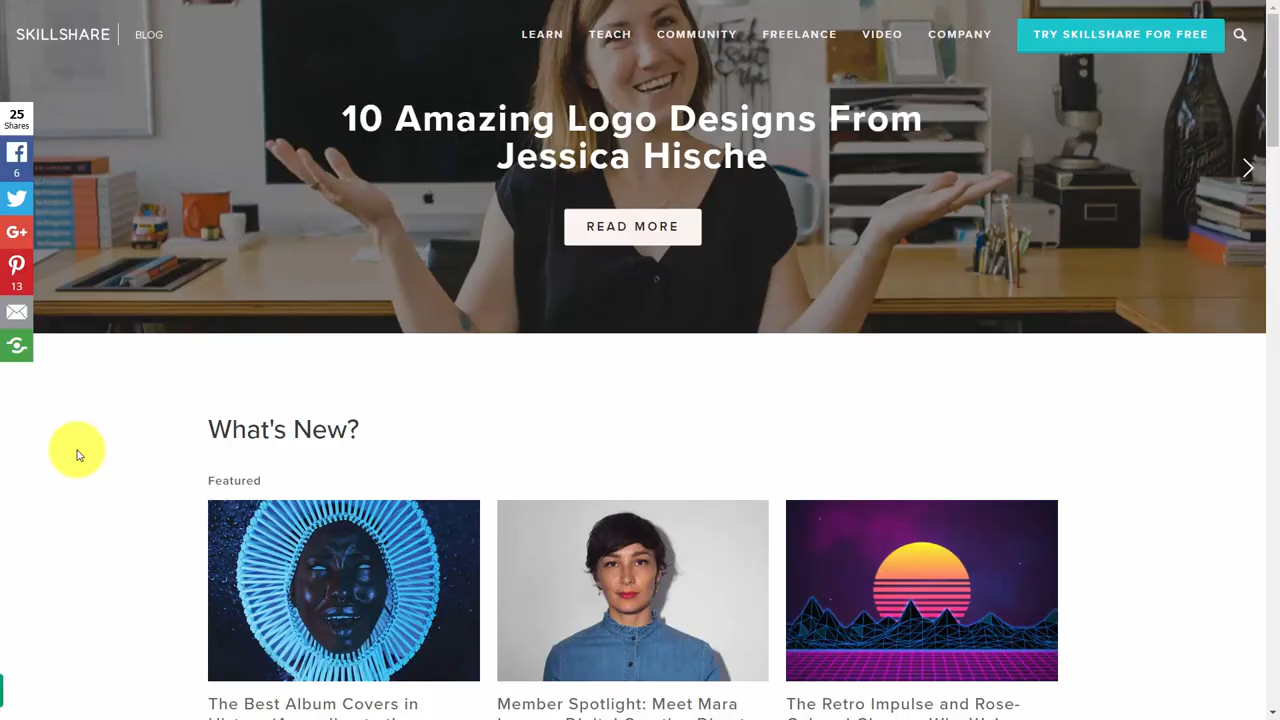 SKILLSHARE
BLOG
LEARN TEACH COMMUNITY FREELANCE VIDEO COMPANY TRY SKILLSHARE FOR FREE
10 Amazing Logo Designs From
Jessica Hische
READ MORE
25
Shares
6
G+
13
What's New?
Featured
The Best Album Covers in
Member Spotlight: Meet Mara
The Retro Impulse and Rose-